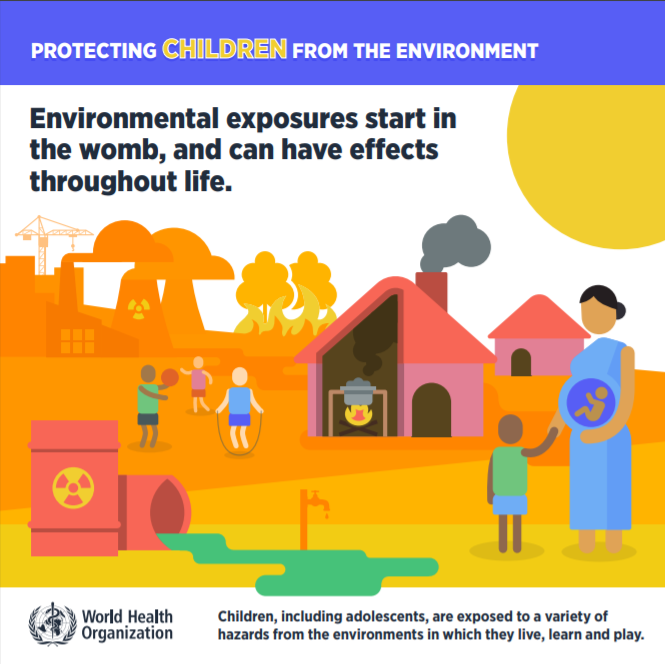 PROTECTING CHILDREN FROM THE ENVIRONMENT
Environmental exposures start in
the womb, and can have effects
throughout life.
World Health
Organization
Children, including adolescents, are exposed to a variety of
hazards from the environments in which they live, learn and play.